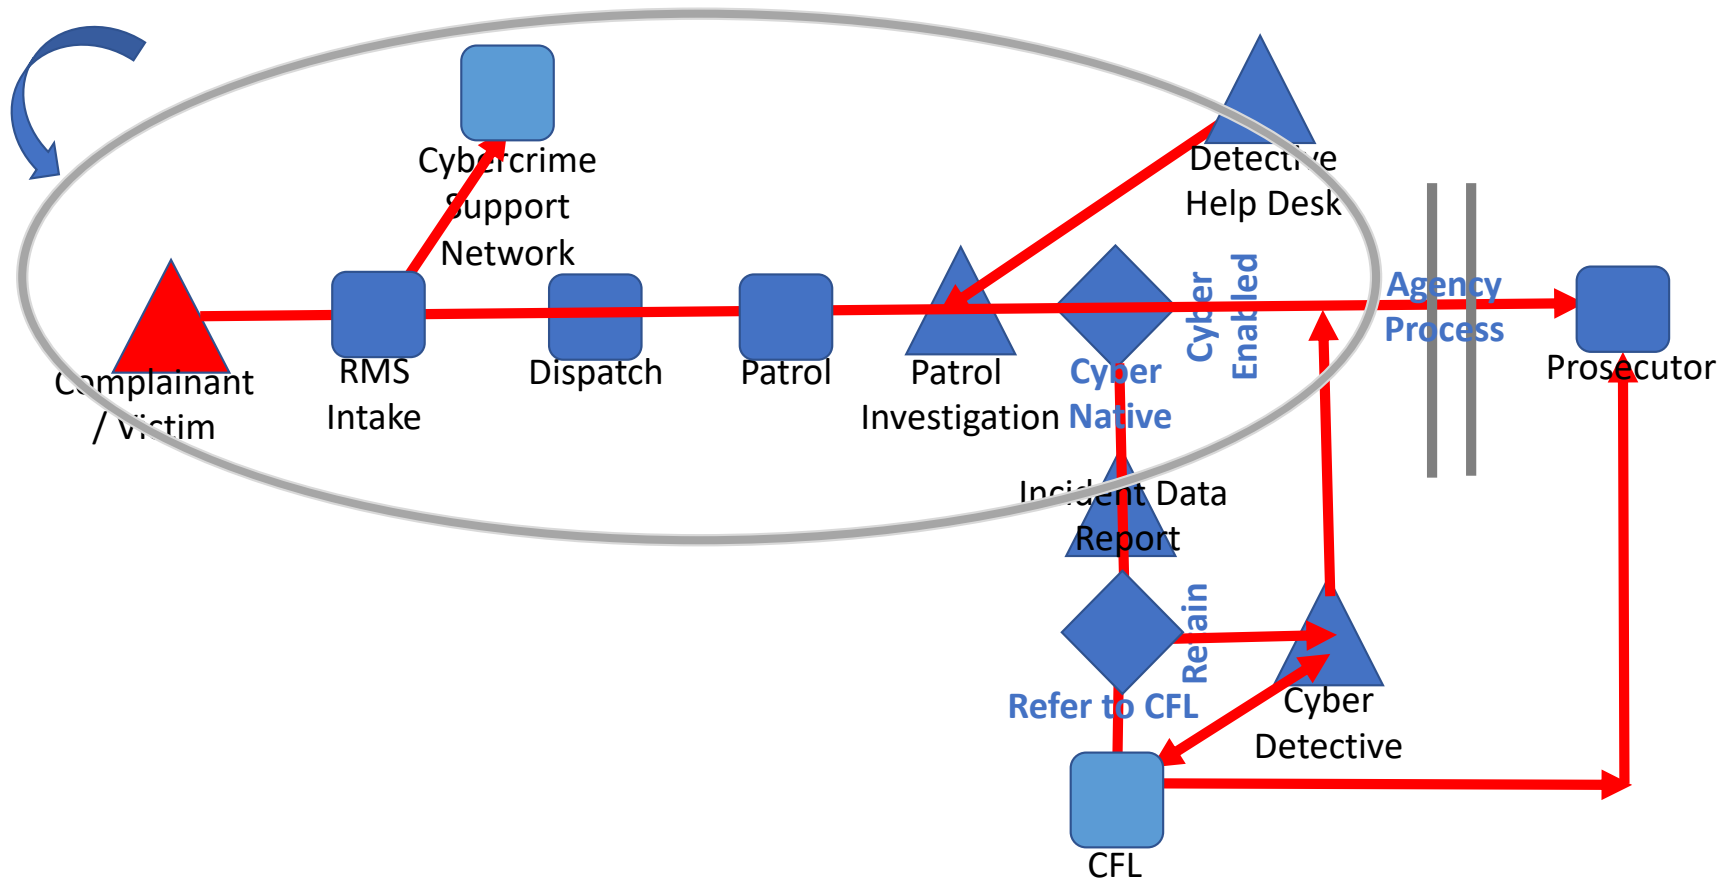 Cybercrime
Support
Network
Detective
Help Desk
Complainant
/ Victim
RMS
Intake
Dispatch
Patrol
Patrol
Investigation
Cyber
Native
Cyber
Enabled
Agency
Process
Prosecutor
Incident Data
Report
Retain
Refer to CFL
Cyber
Detective
CFL